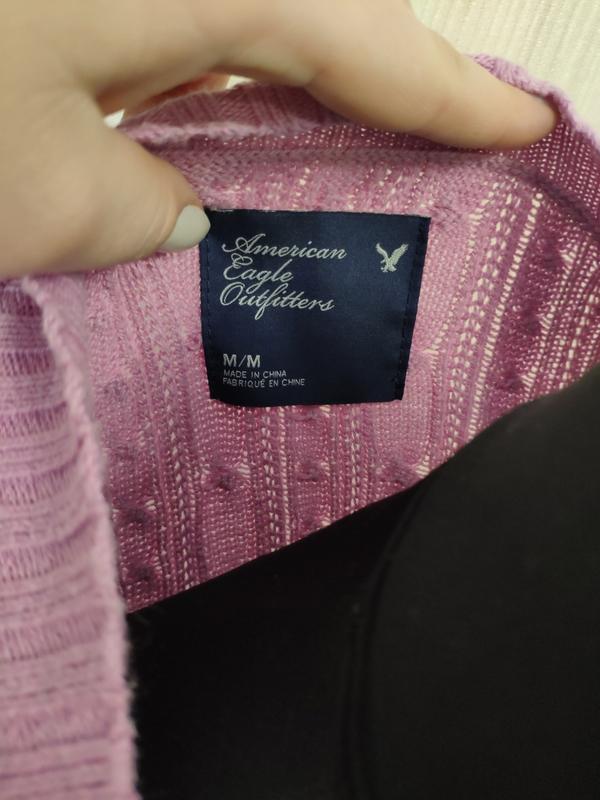 American
Eagle
Outfitters
M/M
MADE IN CHINA
FABRIQUÉ EN CHINE